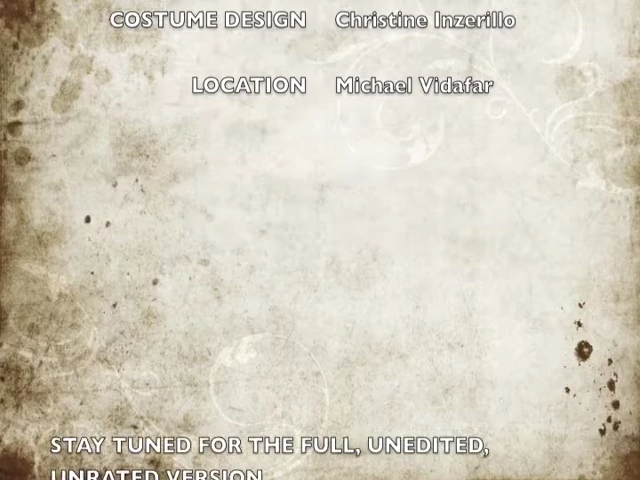 COSTUME DESIGN Christine Inzerillo
LOCATION Michael Vidafar
STAY TUNED FOR THE FULL, UNEDITED,
UNRATED VERSION